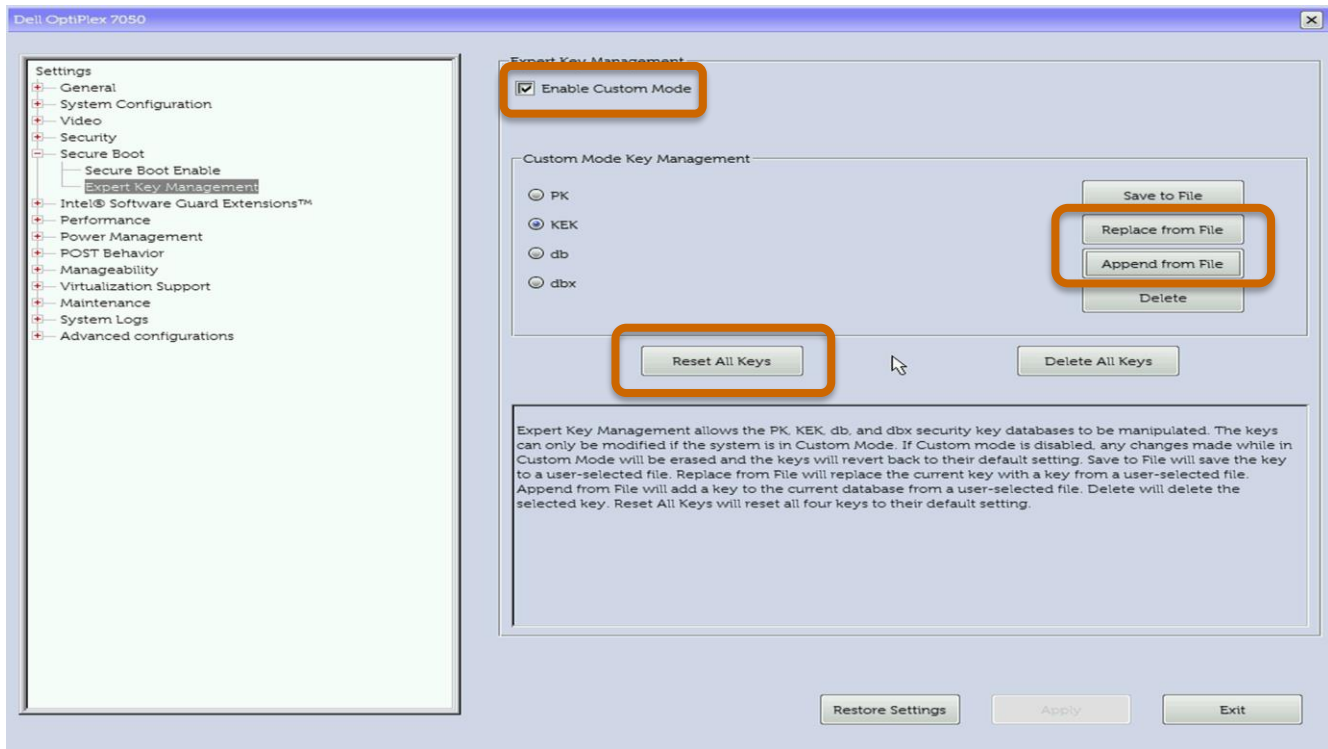 Dell OptiPlex 7050
Settings
General
System Configuration
Video
Security
Secure Boot
Secure Boot Enable
Expert Key Management
Intel® Software Guard Extensions™
Performance
Power Management
POST Behavior
Manageability
Virtualization Support
Maintenance
System Logs
Advanced configurations
Expert Key Management
Enable Custom Mode
Custom Mode Key Management
PK
KEK
db
dbx
Save to File
Replace from File
Append from File
Delete
Reset All Keys
Delete All Keys
Expert Key Management allows the PK, KEK, db, and dbx security key databases to be manipulated. The keys
can only be modified if the system is in Custom Mode. If Custom mode is disabled, any changes made while in
Custom Mode will be erased and the keys will revert back to their default setting. Save to File will save the key
to a user-selected file. Replace from File will replace the current key with a key from a user-selected file.
Append from File will add a key to the current database from a user-selected file. Delete will delete the
selected key. Reset All Keys will reset all four keys to their default setting.
Restore Settings
Apply
Exit